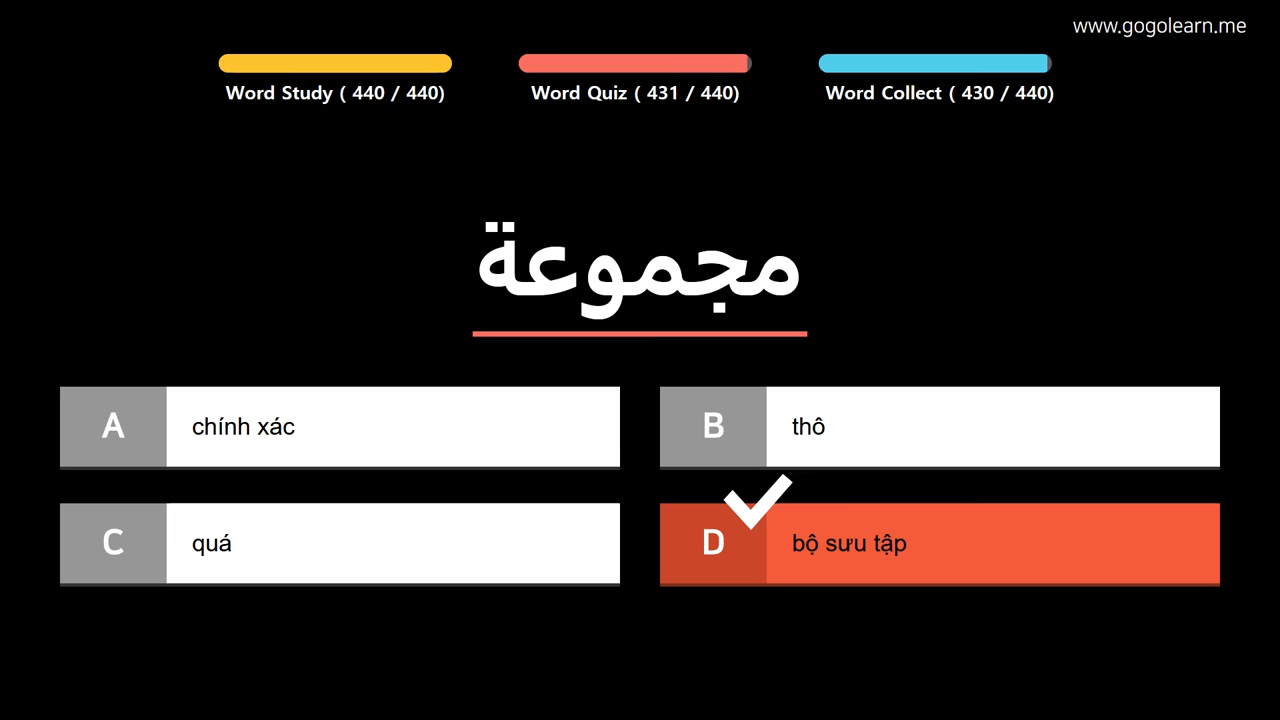 www.gogolearn.me
Word Study ( 440 / 440)
Word Quiz ( 431 / 440)
Word Collect ( 430 / 440)
مجموعة
A chính xác
B thô
C quá
D bộ sưu tập